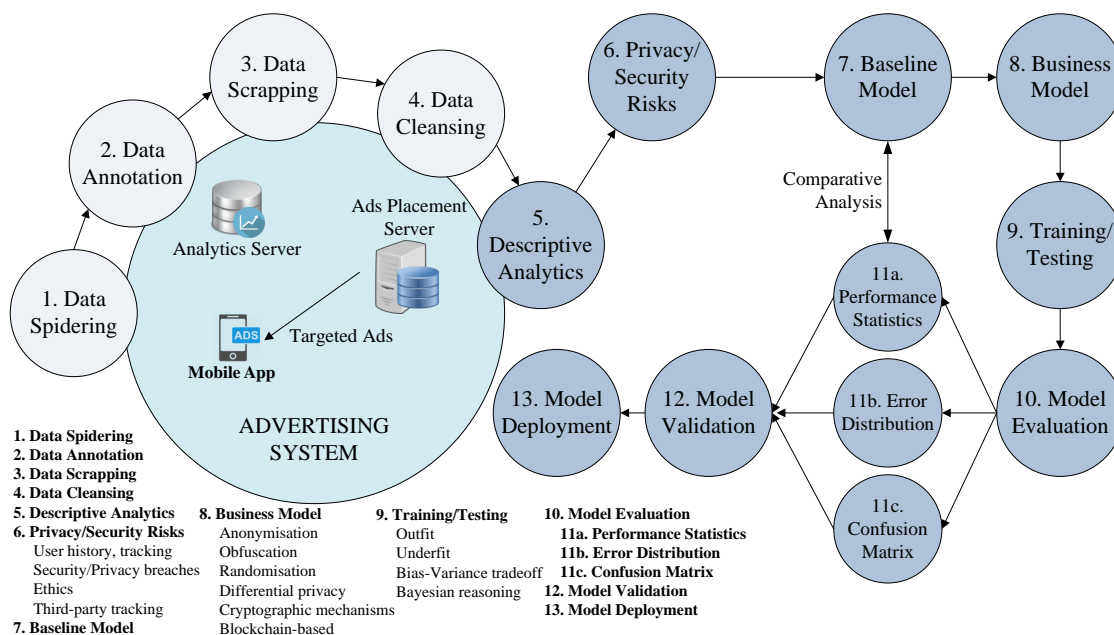 3. Data
Scrapping
6. Privacy/
Security
Risks
7. Baseline
Model
8. Business
Model
4. Data
Cleansing
2. Data
Annotation
Comparative
Analysis
Ads Placement
Server
Analytics Server
5.
Descriptive
Analytics
9. Training/
Testing
1. Data
Spidering
11a.
Performance
Statistics
ADS
Targeted Ads
Mobile App
13. Model
Deployment
12. Model
Validation
11b. Error
Distribution
10. Model
Evaluation
ADVERTISING
SYSTEM
11c.
Confusion
Matrix
1. Data Spidering
2. Data Annotation
3. Data Scrapping
4. Data Cleansing
5. Descriptive Analytics
6. Privacy/Security Risks
User history, tracking
Security/Privacy breaches
Ethics
Third-party tracking
7. Baseline Model
8. Business Model
Anonymisation
Obfuscation
Randomisation
Differential privacy
Cryptographic mechanisms
Blockchain-based
9. Training/Testing
Outfit
Underfit
Bias-Variance tradeoff
Bayesian reasoning
10. Model Evaluation
11a. Performance Statistics
11b. Error Distribution
11c. Confusion Matrix
12. Model Validation
13. Model Deployment